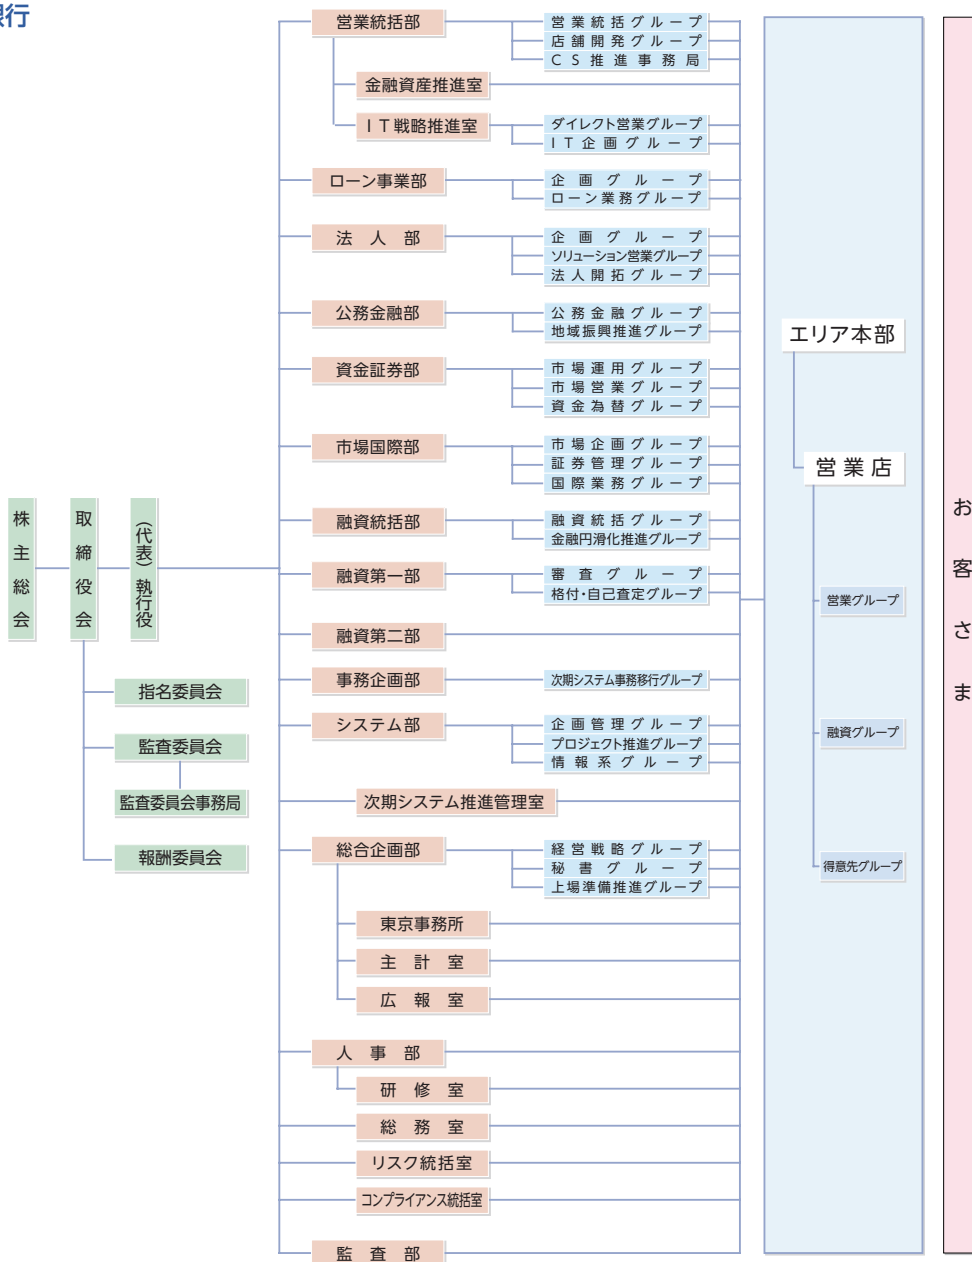 銀行
株主総会
取締役会
（代表）執行役
指名委員会
監査委員会
監査委員会事務局
報酬委員会
営業統括部
営業統括グループ
店舗開発グループ
CS推進事務局
金融資産推進室
IT戦略推進室
ダイレクト営業グループ
IT企画グループ
ローン事業部
企画グループ
ローン業務グループ
法人部
企画グループ
ソリューション営業グループ
法人開拓グループ
公務金融部
公務金融グループ
地域振興推進グループ
資金証券部
市場運用グループ
市場営業グループ
資金為替グループ
市場国際部
市場企画グループ
証券管理グループ
国際業務グループ
融資統括部
融資統括グループ
金融円滑化推進グループ
融資第一部
審査グループ
格付・自己査定グループ
融資第二部
事務企画部
次期システム事務移行グループ
システム部
企画管理グループ
プロジェクト推進グループ
情報系グループ
次期システム推進管理室
総合企画部
経営戦略グループ
秘書グループ
上場準備推進グループ
東京事務所
主計室
広報室
人事部
研修室
総務室
リスク統括室
コンプライアンス統括室
監査部
エリア本部
営業店
営業グループ
融資グループ
得意先グループ
お客さま